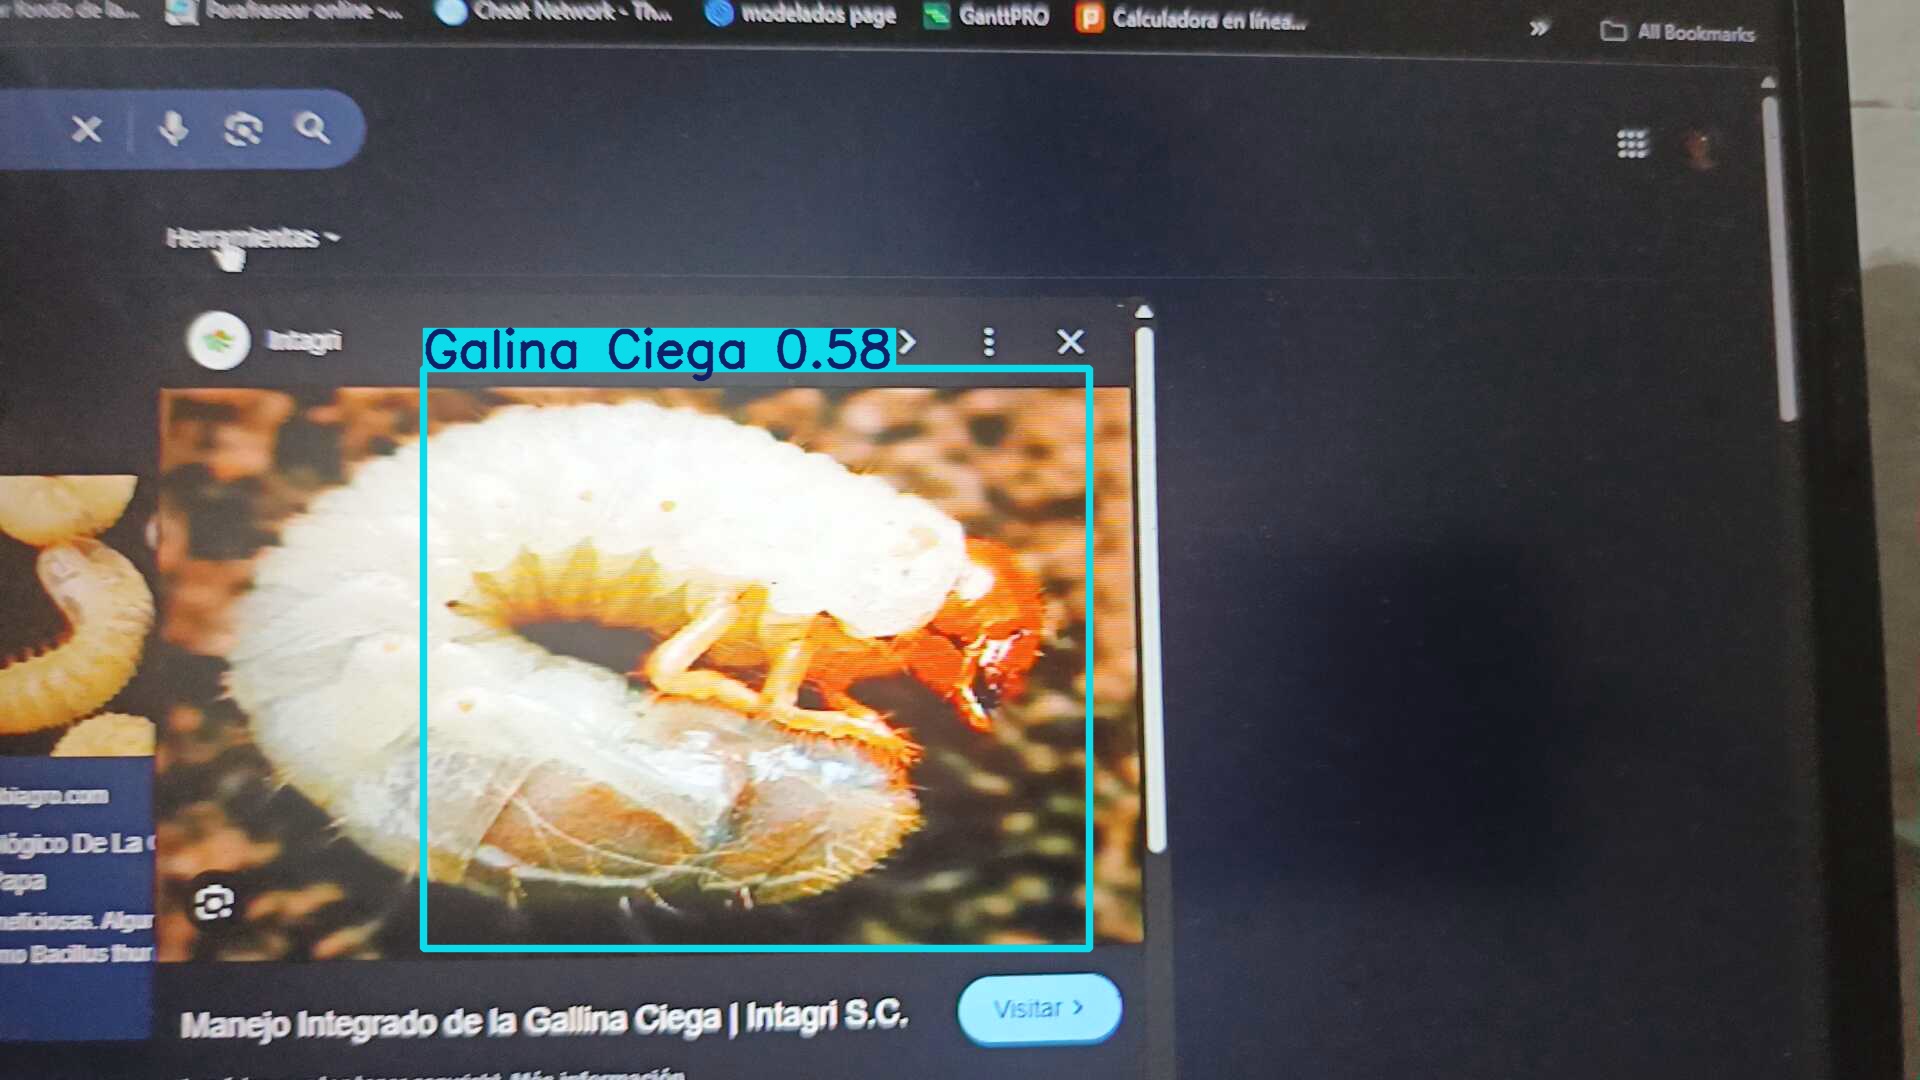 fondo de la...
Parafrasear online -...
Cheat Network - Th...
modelados page
GanttPRO
Calculadora en línea...
All Bookmarks
Herramientas
Intagri
Galina Ciega 0.58
biagro.com
lógico De La
Papa
neficiosas. Algur
mo Bacillus thur
Manejo Integrado de la Gallina Ciega | Intagri S.C.
Visitar
Más información